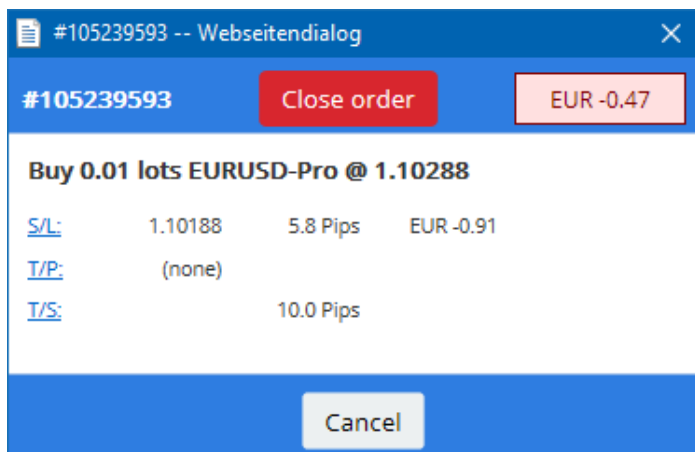 #105239593 -- Webseitendialog
#105239593 Close order EUR -0.47
Buy 0.01 lots EURUSD-Pro @ 1.10288
S/L: 1.10188 5.8 Pips EUR -0.91
T/P: (none)
T/S: 10.0 Pips
Cancel